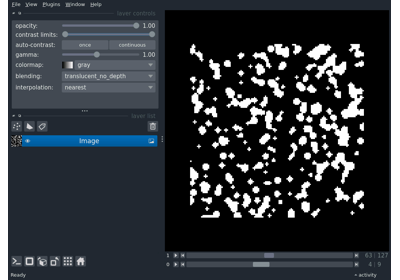 File View Plugins Window Help
layer controls
opacity: 1.00
contrast limits:
auto-contrast: once continuous
gamma: 1.00
colormap: gray
blending: translucent_no_depth
interpolation: nearest
layer list
Image
1 63 127
0 4 9
Ready activity